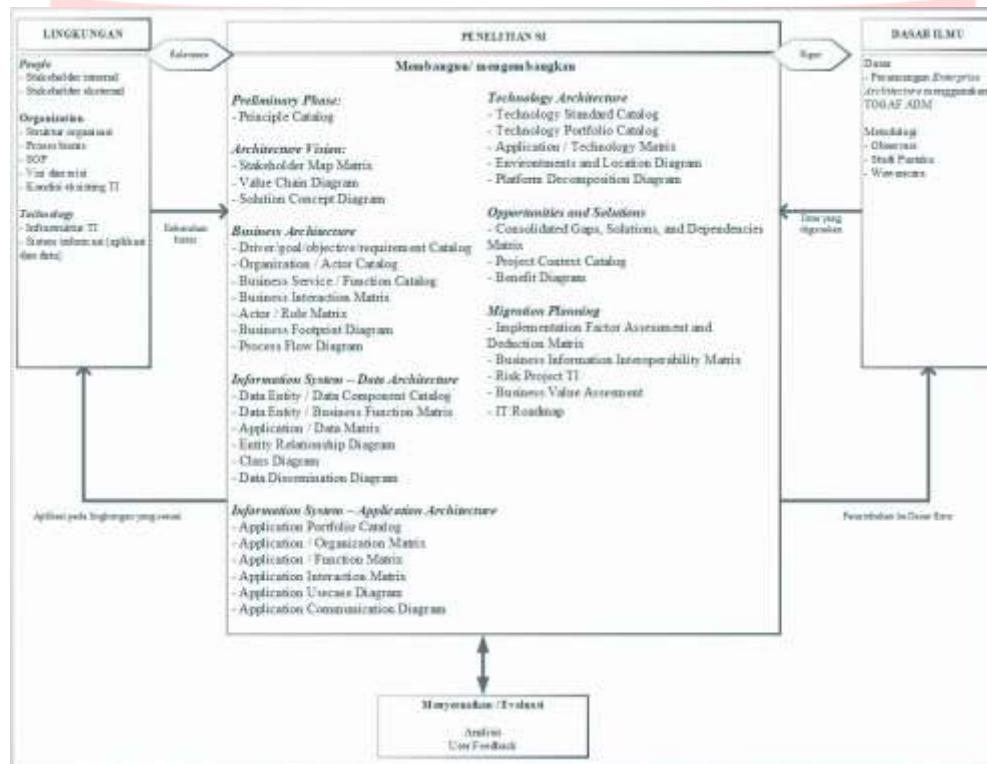 LINGKUNGAN
People
- Stakeholder internal
- Stakeholder eksternal
Organization
- Struktur organisasi
- Proses bisnis
- SOP
- Visi dan misi
- Kondisi eksisting TI
Technology
- Infrastruktur TI
- Sistem informasi (aplikasi
dan data)
Relevance
Kebutuhan
bisnis
PENELITIAN SI
Membangun/ mengembangkan
Preliminary Phase:
- Principle Catalog
Architecture Vision:
- Stakeholder Map Matrix
- Value Chain Diagram
- Solution Concept Diagram
Business Architecture
- Driver/goal/objective/requirement Catalog
- Organization / Actor Catalog
- Business Service / Function Catalog
- Business Interaction Matrix
- Actor / Role Matrix
- Business Footprint Diagram
- Process Flow Diagram
Information System – Data Architecture
- Data Entity / Data Component Catalog
- Data Entity / Business Function Matrix
- Application / Data Matrix
- Entity Relationship Diagram
- Class Diagram
- Data Dissemination Diagram
Information System – Application Architecture
- Application Portfolio Catalog
- Application / Organization Matrix
- Application / Function Matrix
- Application Interaction Matrix
- Application Usecase Diagram
- Application Communication Diagram
Technology Architecture
- Technology Standard Catalog
- Technology Portfolio Catalog
- Application / Technology Matrix
- Environments and Location Diagram
- Platform Decomposition Diagram
Opportunities and Solutions
- Consolidated Gaps, Solutions, and Dependencies
Matrix
- Project Context Catalog
- Benefit Diagram
Migration Planning
- Implementation Factor Assessment and
Deduction Matrix
- Business Information Interoperability Matrix
- Risk Project TI
- Business Value Assesment
- IT Roadmap
Rigor
yang
digunakan
DASAR ILMU
Dasar
- Perancangan Enterprise
Architecture menggunakan
TOGAF ADM
Metodologi
- Observasi
- Studi Pustaka
- Wawancara
Aplikasi pada lingkungan yang sesuai
Penambahan ke Dasar Ilmu
Menyesuaikan / Evaluasi
Analisis
User Feedback